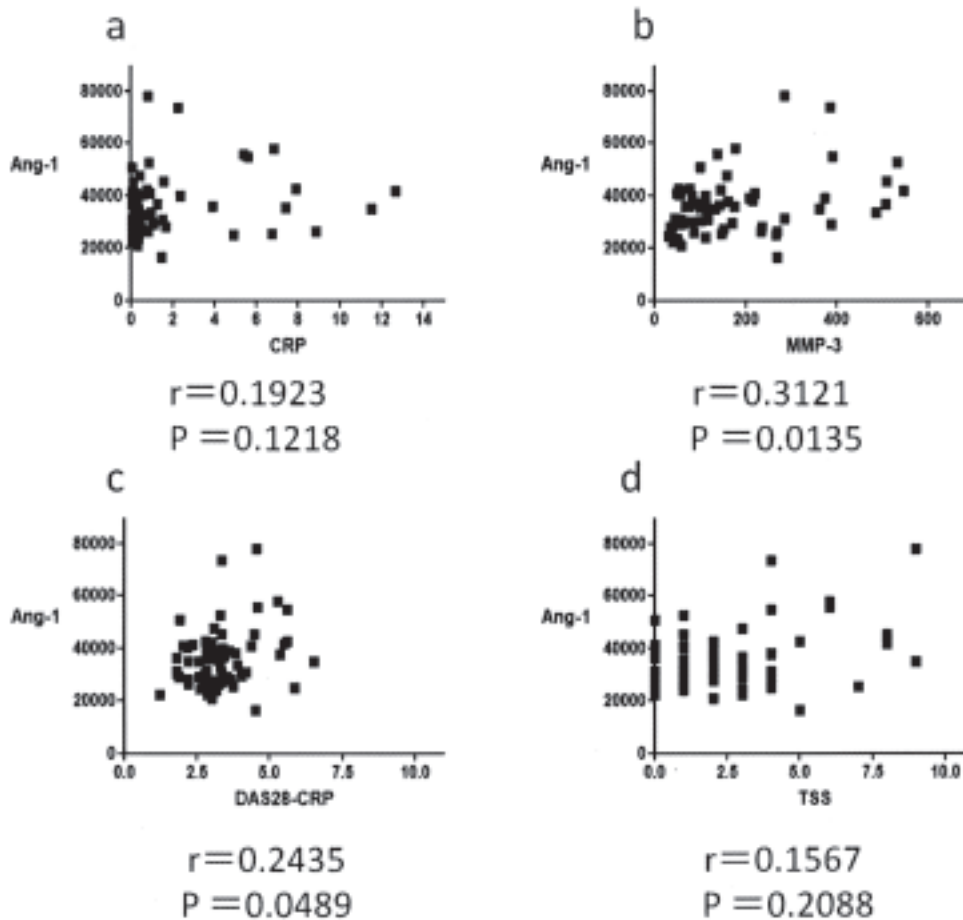 a
80000
60000
Ang-1
40000
20000
0
0 2 4 6 8 10 12 14
CRP
r=0.1923
P =0.1218
b
80000
60000
Ang-1
40000
20000
0
0 200 400 600
MMP-3
r=0.3121
P =0.0135
c
80000
60000
Ang-1
40000
20000
0
0.0 2.5 5.0 7.5 10.0
DAS28-CRP
r=0.2435
P =0.0489
d
80000
60000
Ang-1
40000
20000
0
0.0 2.5 5.0 7.5 10.0
TSS
r=0.1567
P =0.2088